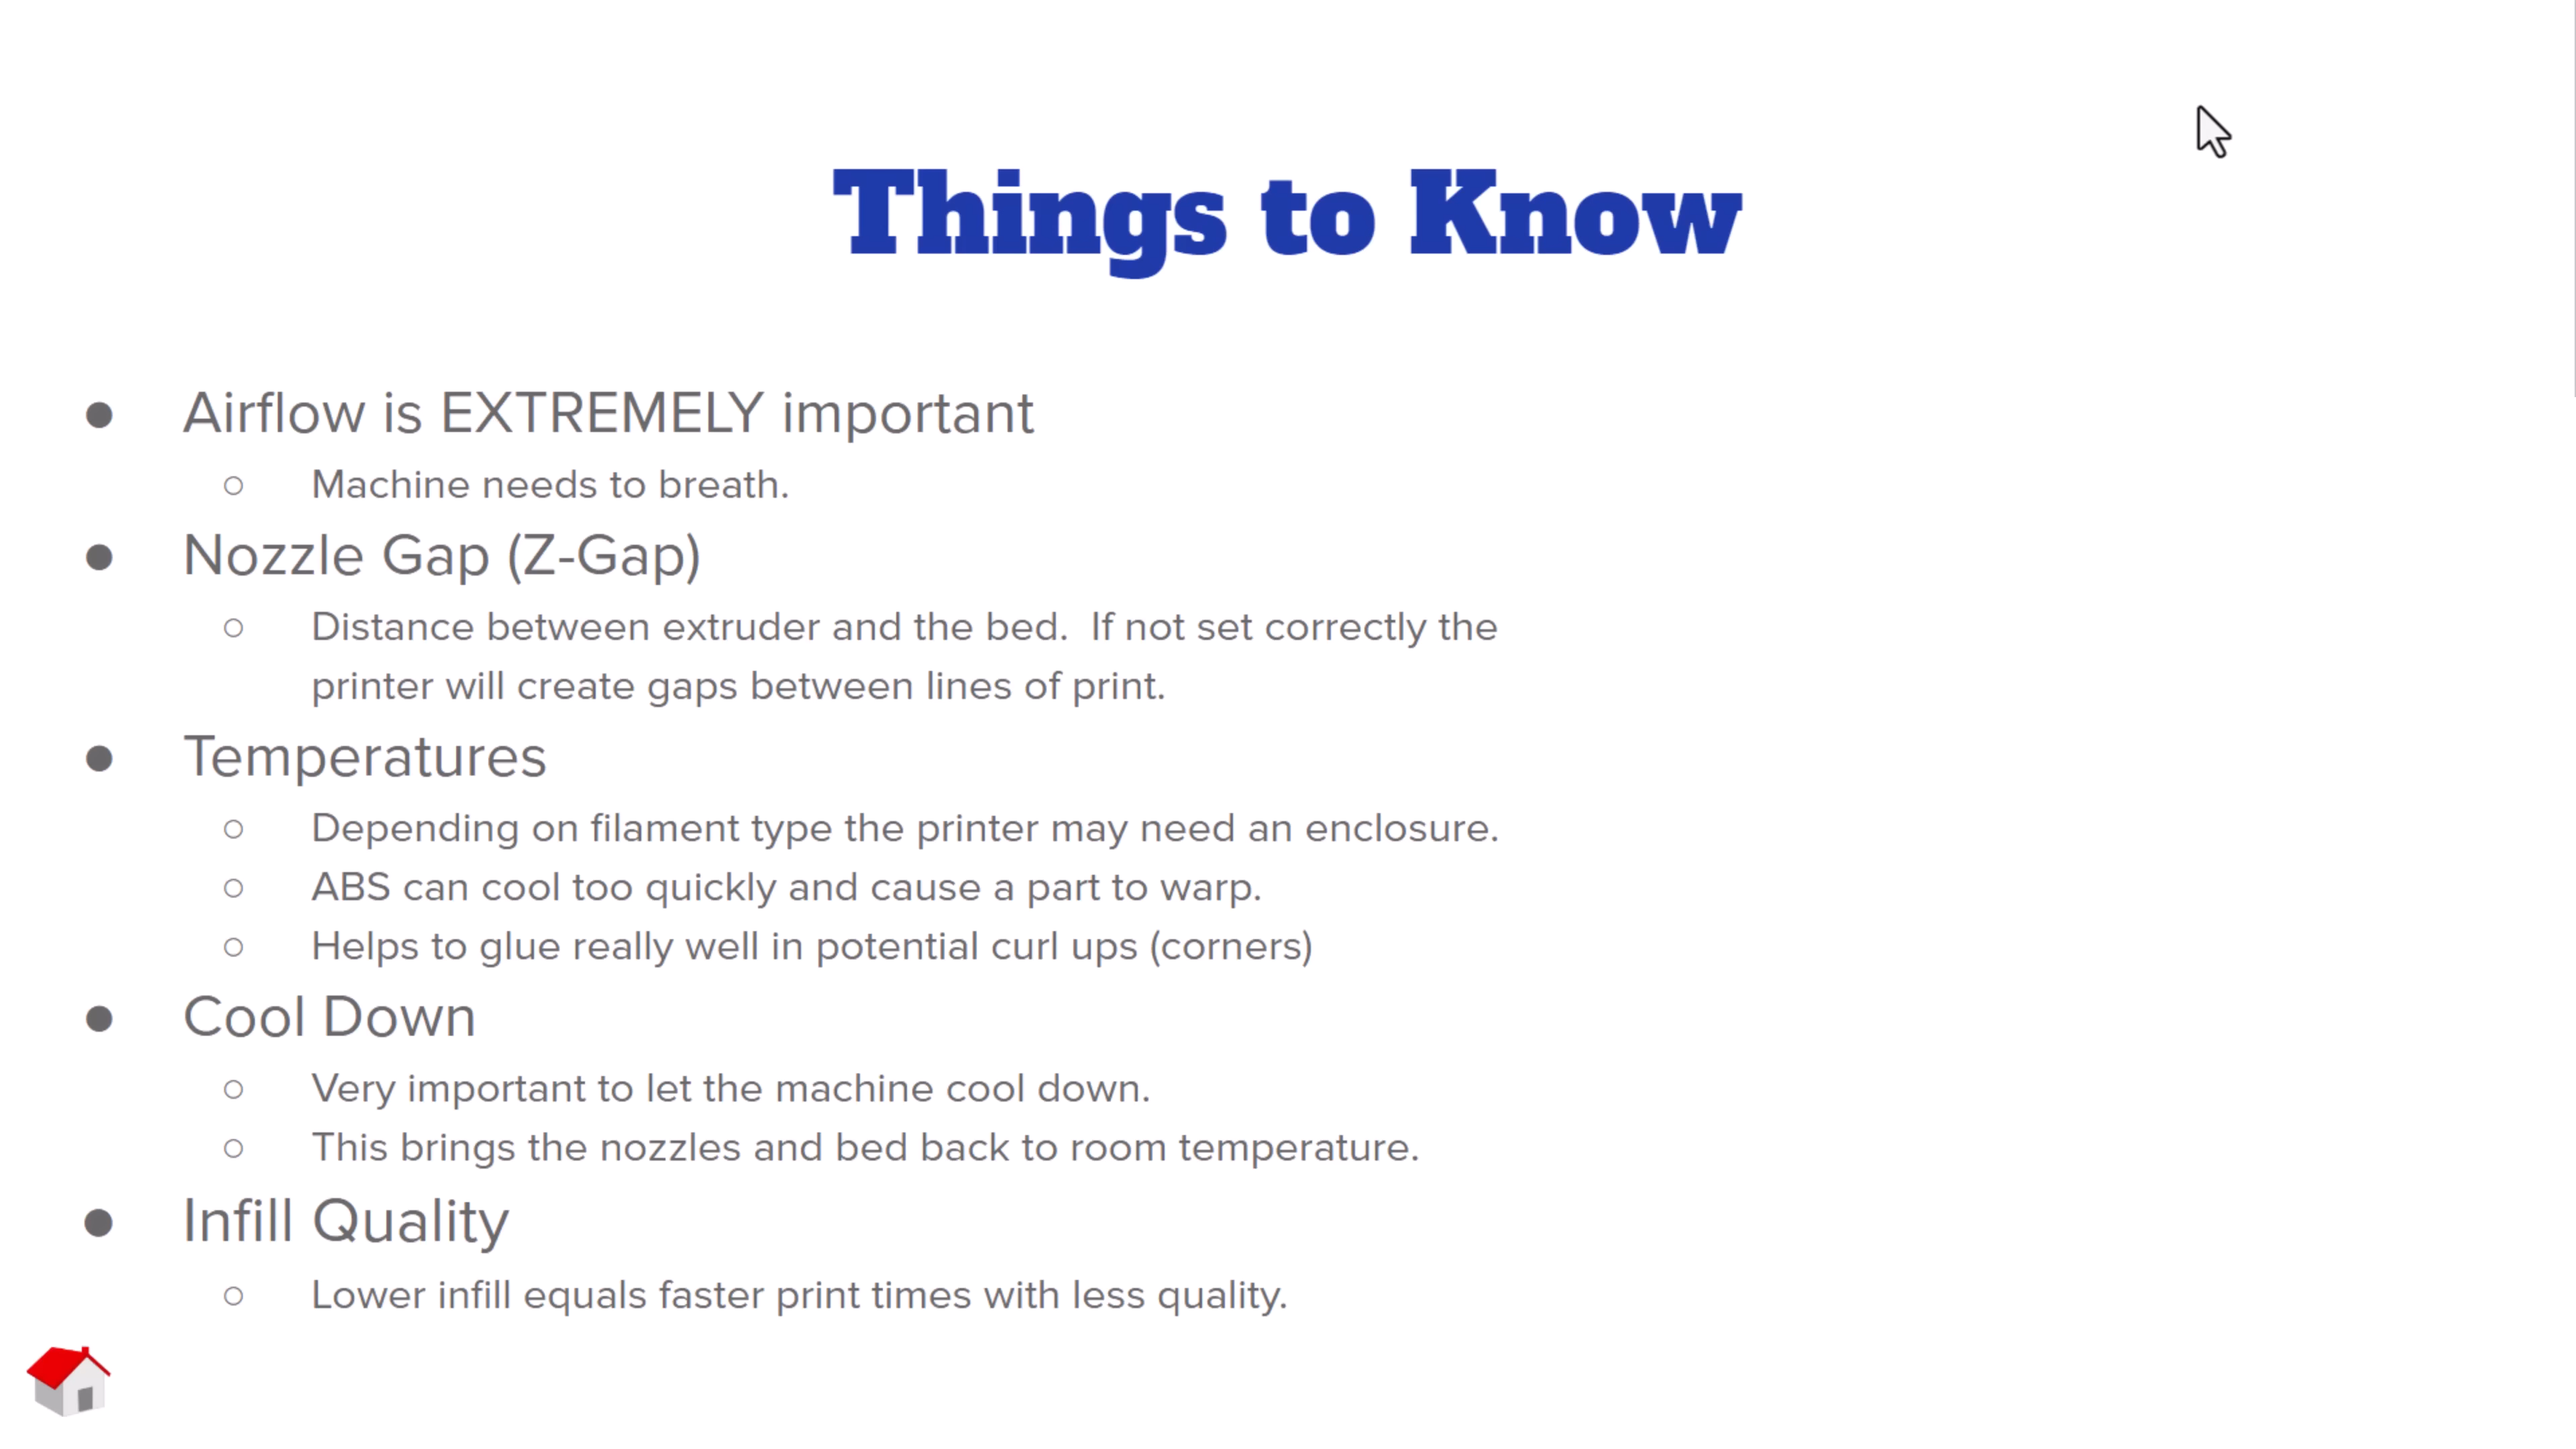 Things to Know
● Airflow is EXTREMELY important
○ Machine needs to breath.
● Nozzle Gap (Z-Gap)
○ Distance between extruder and the bed.  If not set correctly the
printer will create gaps between lines of print.
● Temperatures
○ Depending on filament type the printer may need an enclosure.
○ ABS can cool too quickly and cause a part to warp.
○ Helps to glue really well in potential curl ups (corners)
● Cool Down
○ Very important to let the machine cool down.
○ This brings the nozzles and bed back to room temperature.
● Infill Quality
○ Lower infill equals faster print times with less quality.